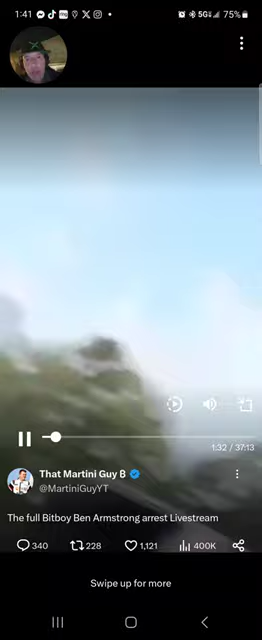 1:41
5G
75%
1:32 / 37:13
That Martini Guy B
@MartiniGuyYT
The full Bitboy Ben Armstrong arrest Livestream
340 228 1,121 400K
Swipe up for more